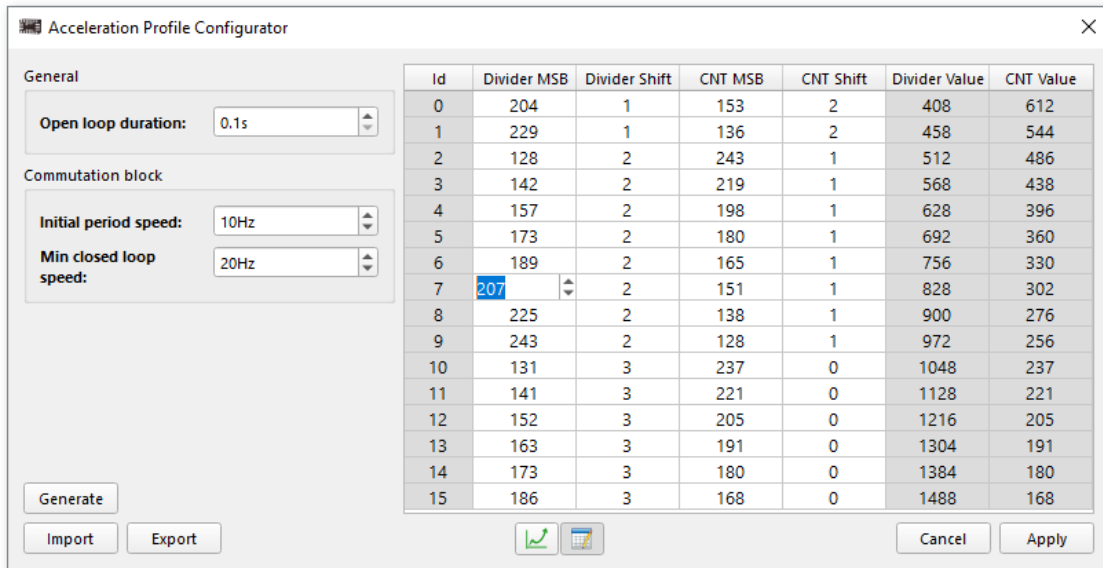 Acceleration Profile Configurator
General
Open loop duration: 0.1s
Commutation block
Initial period speed: 10Hz
Min closed loop
speed: 20Hz
Generate
Import Export
Id Divider MSB Divider Shift CNT MSB CNT Shift Divider Value CNT Value
0 204 1 153 2 408 612
1 229 1 136 2 458 544
2 128 2 243 1 512 486
3 142 2 219 1 568 438
4 157 2 198 1 628 396
5 173 2 180 1 692 360
6 189 2 165 1 756 330
7 207 2 151 1 828 302
8 225 2 138 1 900 276
9 243 2 128 1 972 256
10 131 3 237 0 1048 237
11 141 3 221 0 1128 221
12 152 3 205 0 1216 205
13 163 3 191 0 1304 191
14 173 3 180 0 1384 180
15 186 3 168 0 1488 168
Cancel Apply